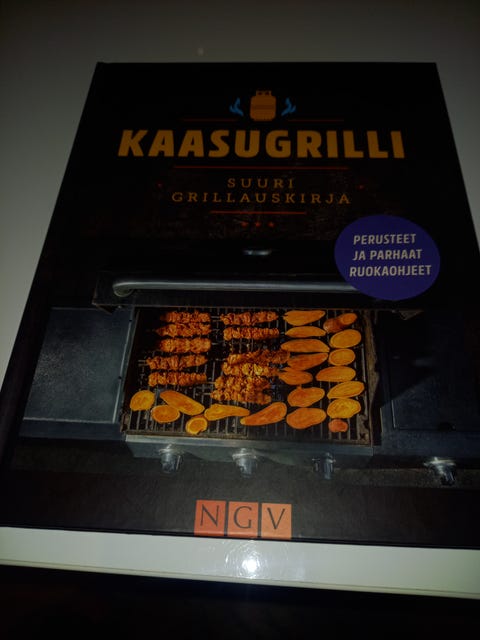 KAASUGRILLI
SUURI
GRILLAUSKIRJA
PERUSTEET
JA PARHAAT
RUOKAOHJEET
NGV